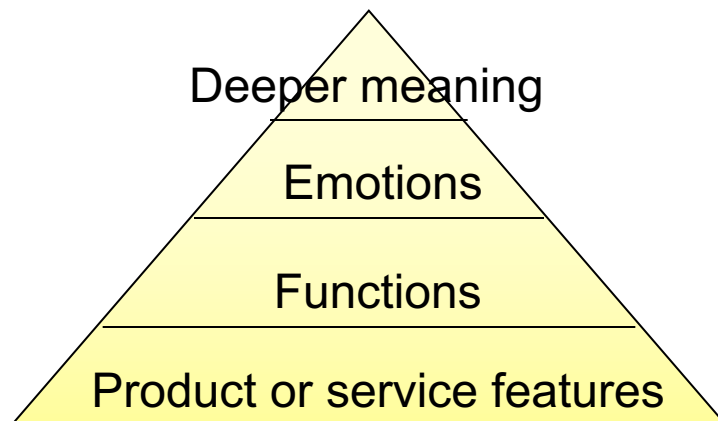 Deeper meaning
Emotions
Functions
Product or service features